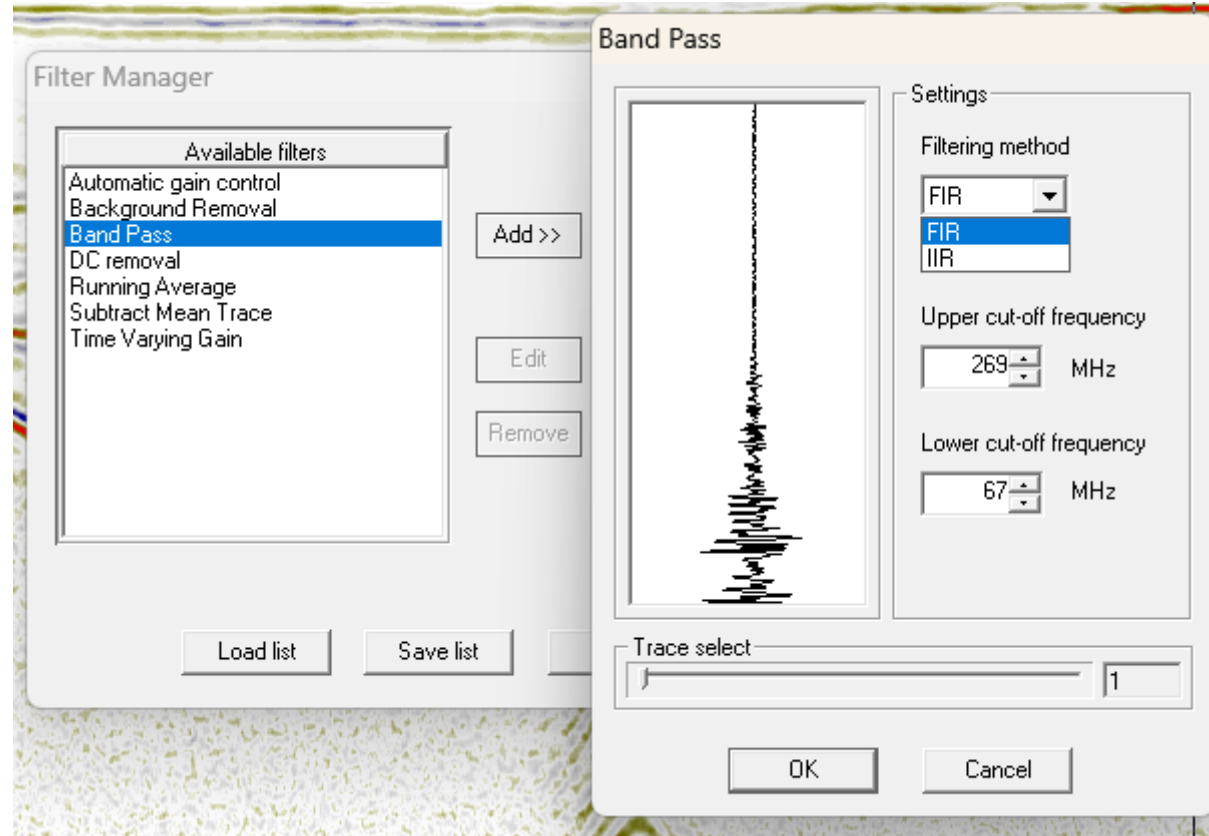 Filter Manager
Available filters
Automatic gain control
Background Removal
Band Pass
DC removal
Running Average
Subtract Mean Trace
Time Varying Gain
Add >>
Edit
Remove
Load list
Save list
Band Pass
Settings
Filtering method
FIR
FIR
IIR
Upper cut-off frequency
269 MHz
Lower cut-off frequency
67 MHz
Trace select
1
OK
Cancel